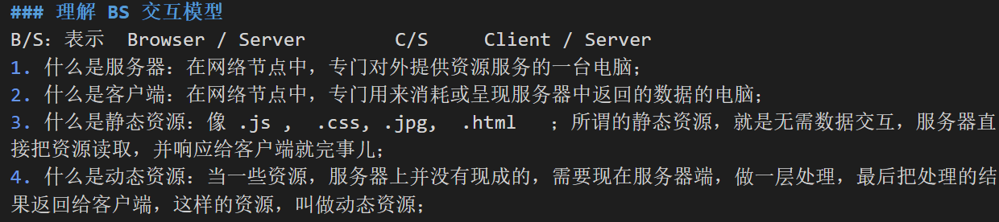 ### 理解 BS 交互模型
B/S：表示  Browser / Server        C/S     Client / Server
1. 什么是服务器：在网络节点中，专门对外提供资源服务的一台电脑；
2. 什么是客户端：在网络节点中，专门用来消耗或呈现服务器中返回的数据的电脑；
3. 什么是静态资源：像 .js ,  .css, .jpg,  .html   ；所谓的静态资源，就是无需数据交互，服务器直
接把资源读取，并响应给客户端就完事儿；
4. 什么是动态资源：当一些资源，服务器上并没有现成的，需要现在服务器端，做一层处理，最后把处理的结
果返回给客户端，这样的资源，叫做动态资源；